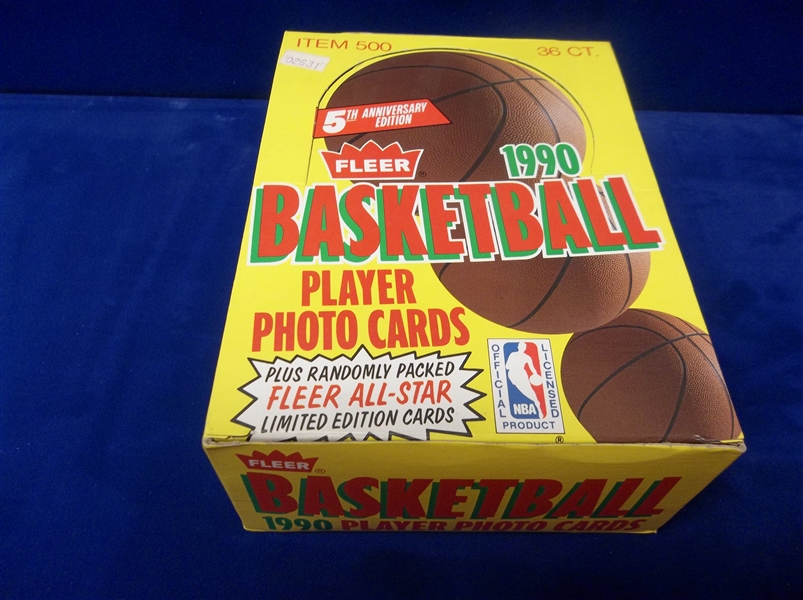 ITEM 500
36 CT.
02631
5TH ANNIVERSARY
EDITION
FLEER®
1990
BASKETBALL
PLAYER
PHOTO CARDS
PLUS RANDOMLY PACKED
FLEER ALL-STAR
LIMITED EDITION CARDS
OFFICIAL
LICENSED
NBA
PRODUCT
®
FLEER®
BASKETBALL
1990 PLAYER PHOTO CARDS